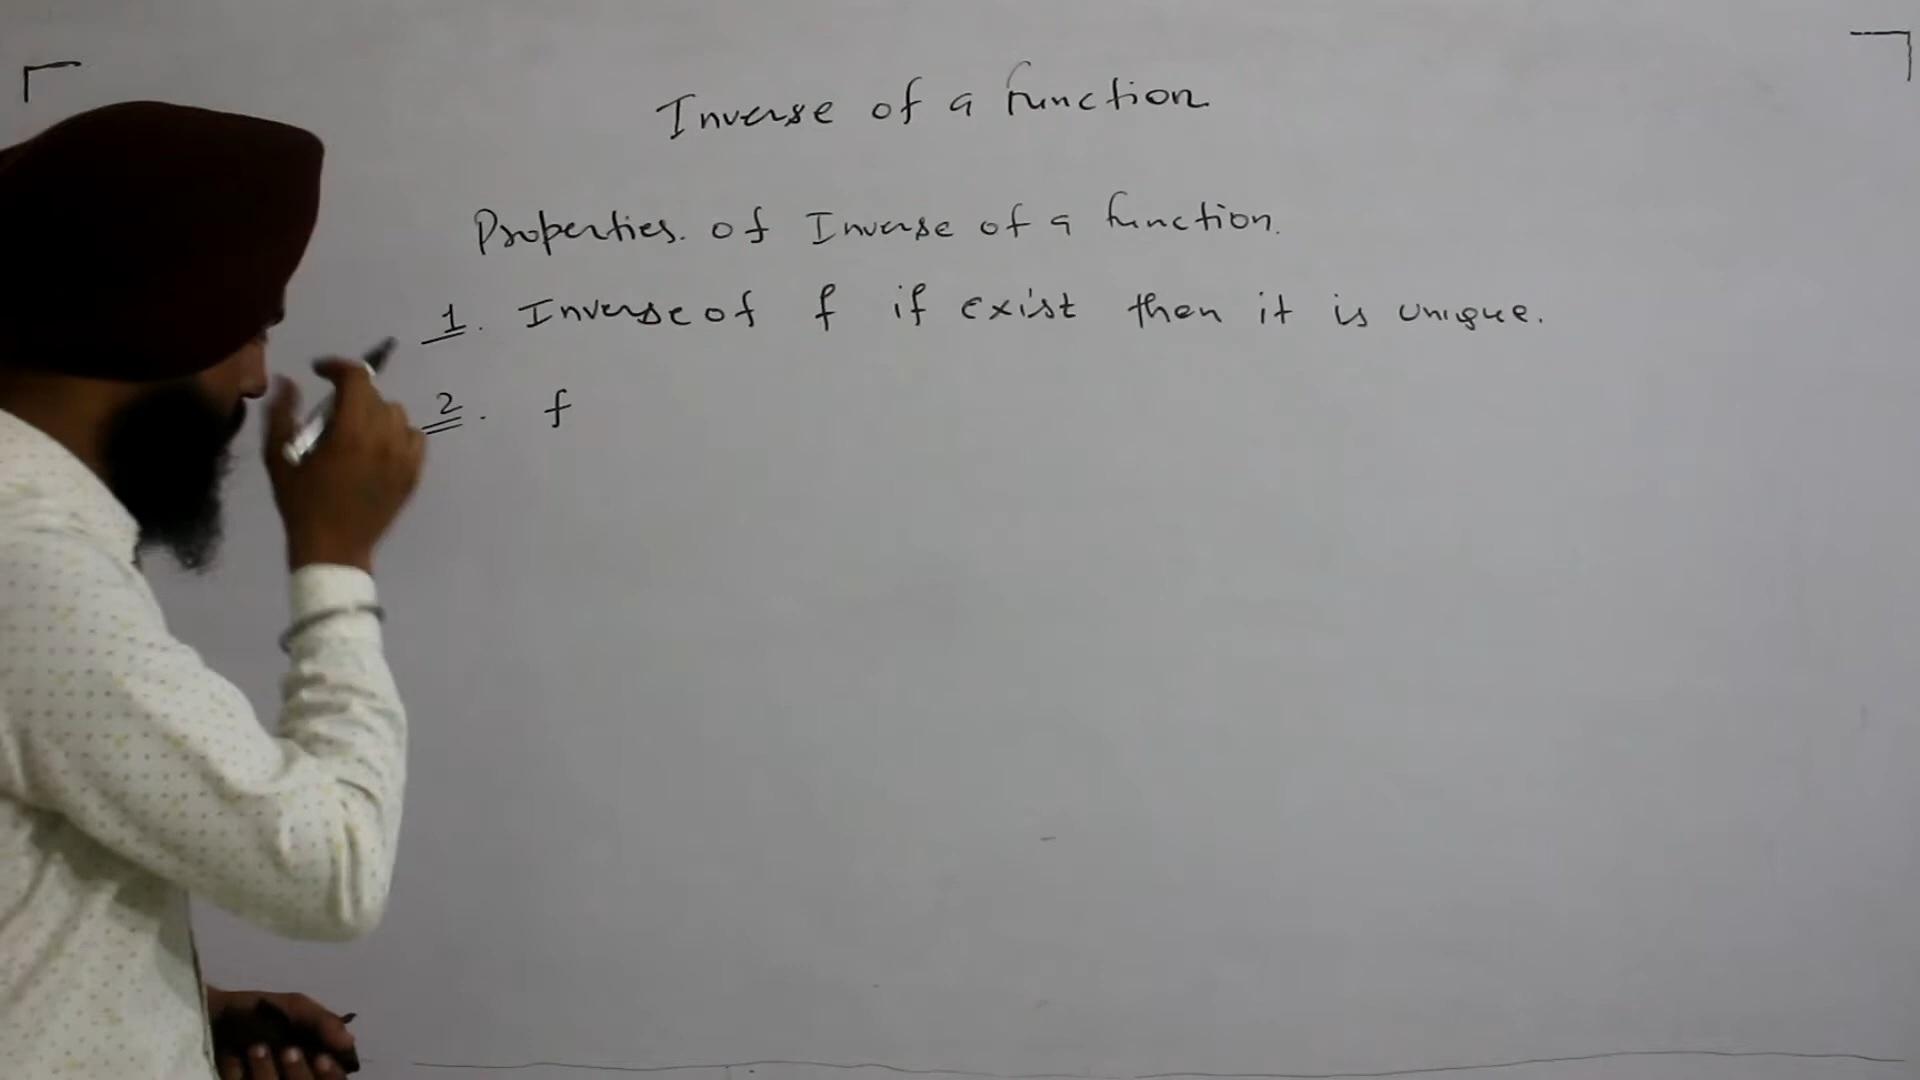 Inverse of a function
Properties. of Inverse of a function.
1. Inverse of f if exist then it is unique.
2. f